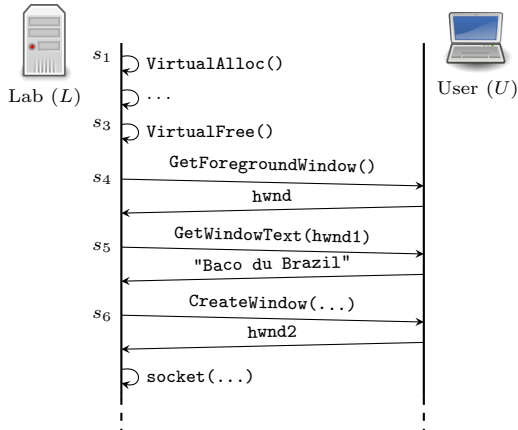 Lab (L)
User (U)
s1 VirtualAlloc()
...
s3 VirtualFree()
GetForegroundWindow()
s4
hwnd
GetWindowText(hwnd1)
s5
"Baco du Brazil"
CreateWindow(...)
s6
hwnd2
socket(...)